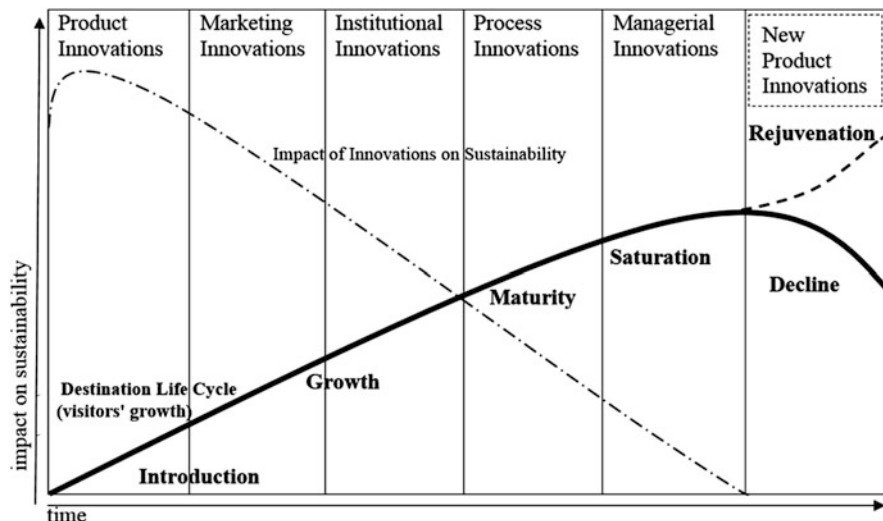 Product
Innovations
Marketing
Innovations
Institutional
Innovations
Process
Innovations
Managerial
Innovations
New
Product
Innovations
Rejuvenation
Impact of Innovations on Sustainability
Saturation
Decline
Maturity
Growth
Destination Life Cycle
(visitors' growth)
Introduction
impact on sustainability
time